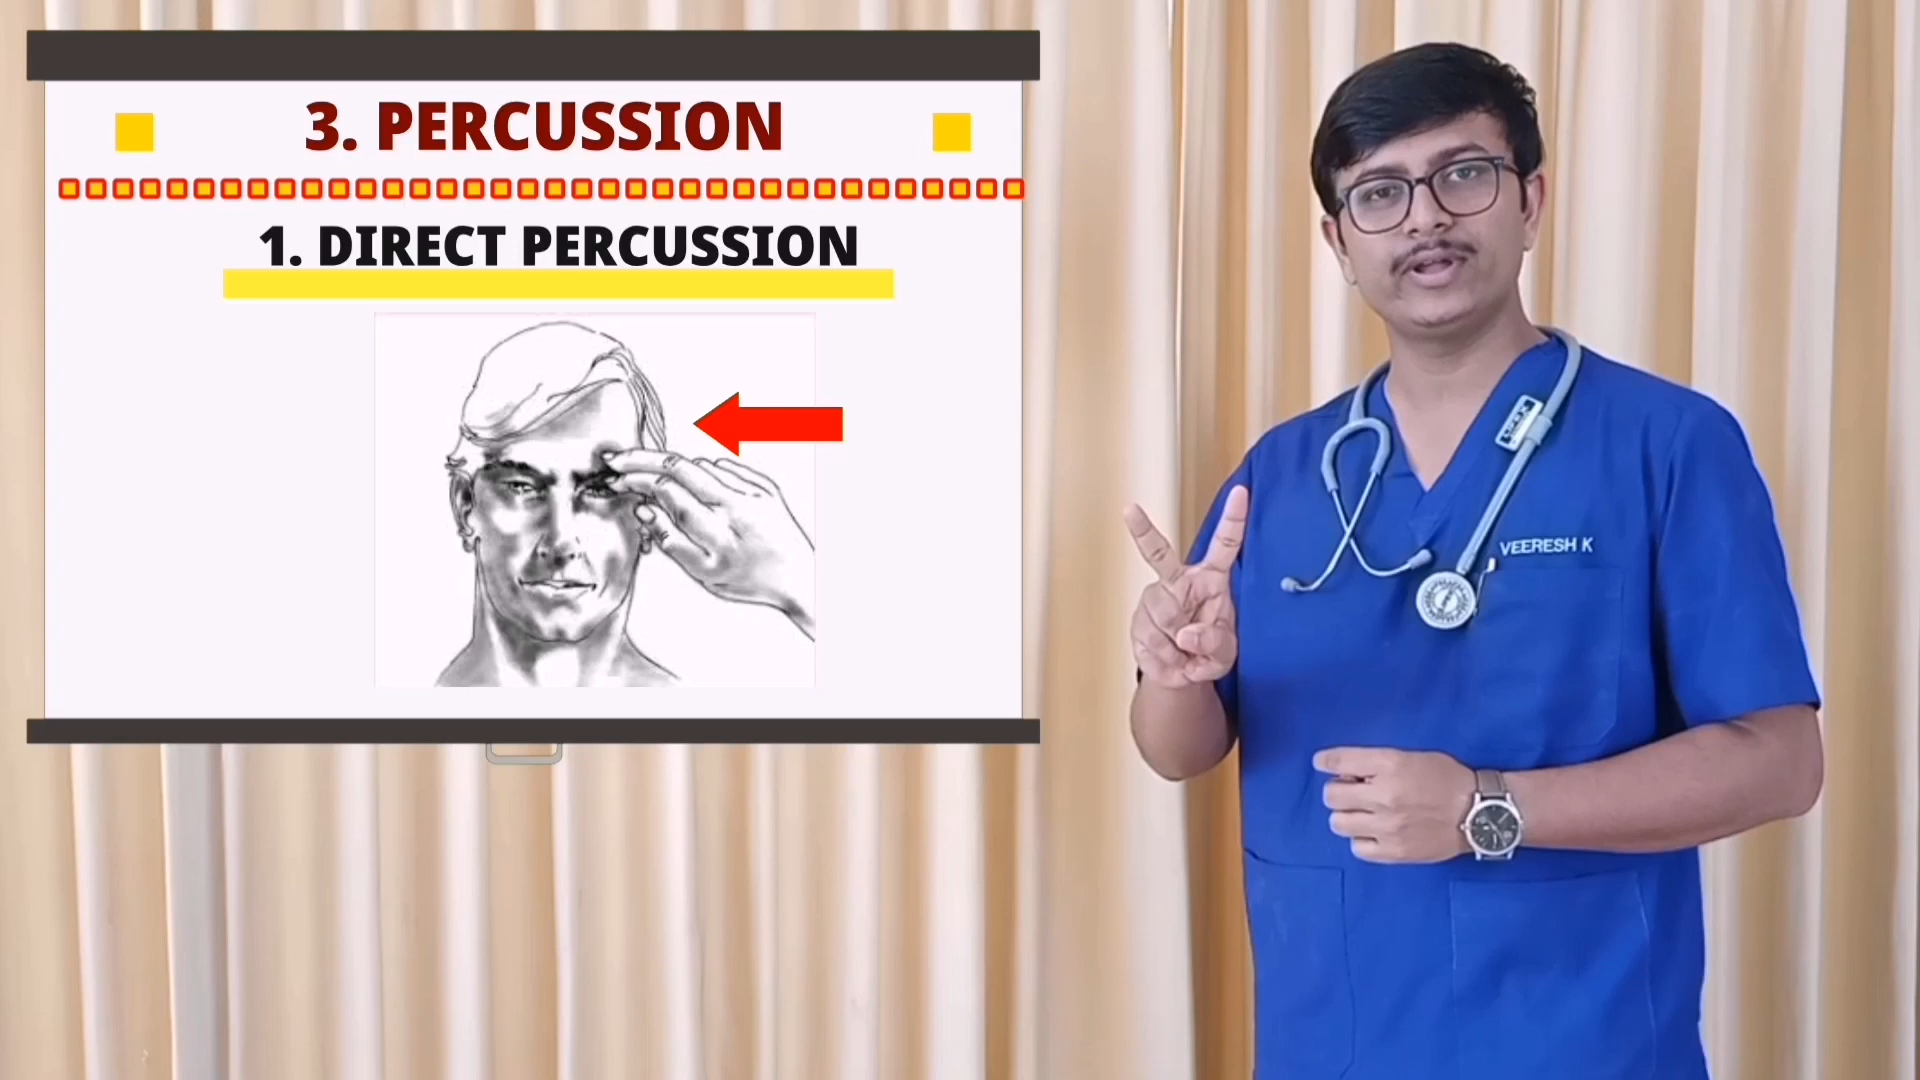 3. PERCUSSION
1. DIRECT PERCUSSION
VEERESH K